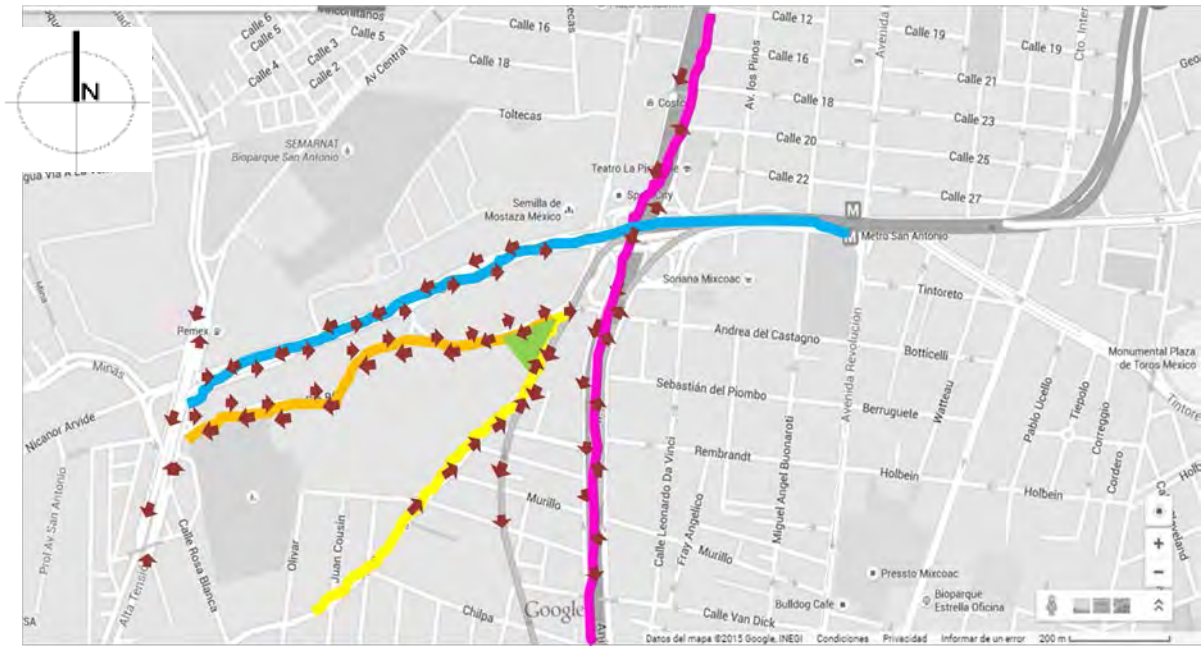 Calle 6
Calle 5
Calle 3
Calle 5
Calle 4
Calle 2
Av Central
Calle 16
Calle 18
Toltecas
Calle 12
Calle 16
Av. los Pinos
Calle 18
Calle 20
Calle 22
Calle 19
Calle 19
Calle 21
Calle 23
Calle 25
Calle 27
N
SEMARNAT
Bioparque San Antonio
Semilla de
Mostaza México
Metro San Antonio
M
M
Soriana Mixcoac
Tintoreto
Andrea del Castagno
Botticelli
Avenida Revolución
Monumental Plaza
de Toros México
Sebastián del Piombo
Berruguete
Watteau
Pablo Ucello
Tiepolo
Correggio
Cordero
Mina
Pemex
Minas
Nicanor Arvide
Prof Av San Antonio
Calle Rosa Blanca
Alta Tensión
Olivar
Juan Cousin
Murillo
Chilpa
Rembrandt
Holbein
Holbein
Calle Leonardo Da Vinci
Fray Angelico
Miguel Angel Buonaroti
Murillo
Pressto Mixcoac
Bulldog Cafe
Bioparque
Estrella Oficina
Calle Van Dick
Google
Datos del mapa ©2015 Google, INEGI Condiciones Privacidad Informar de un error 200 m